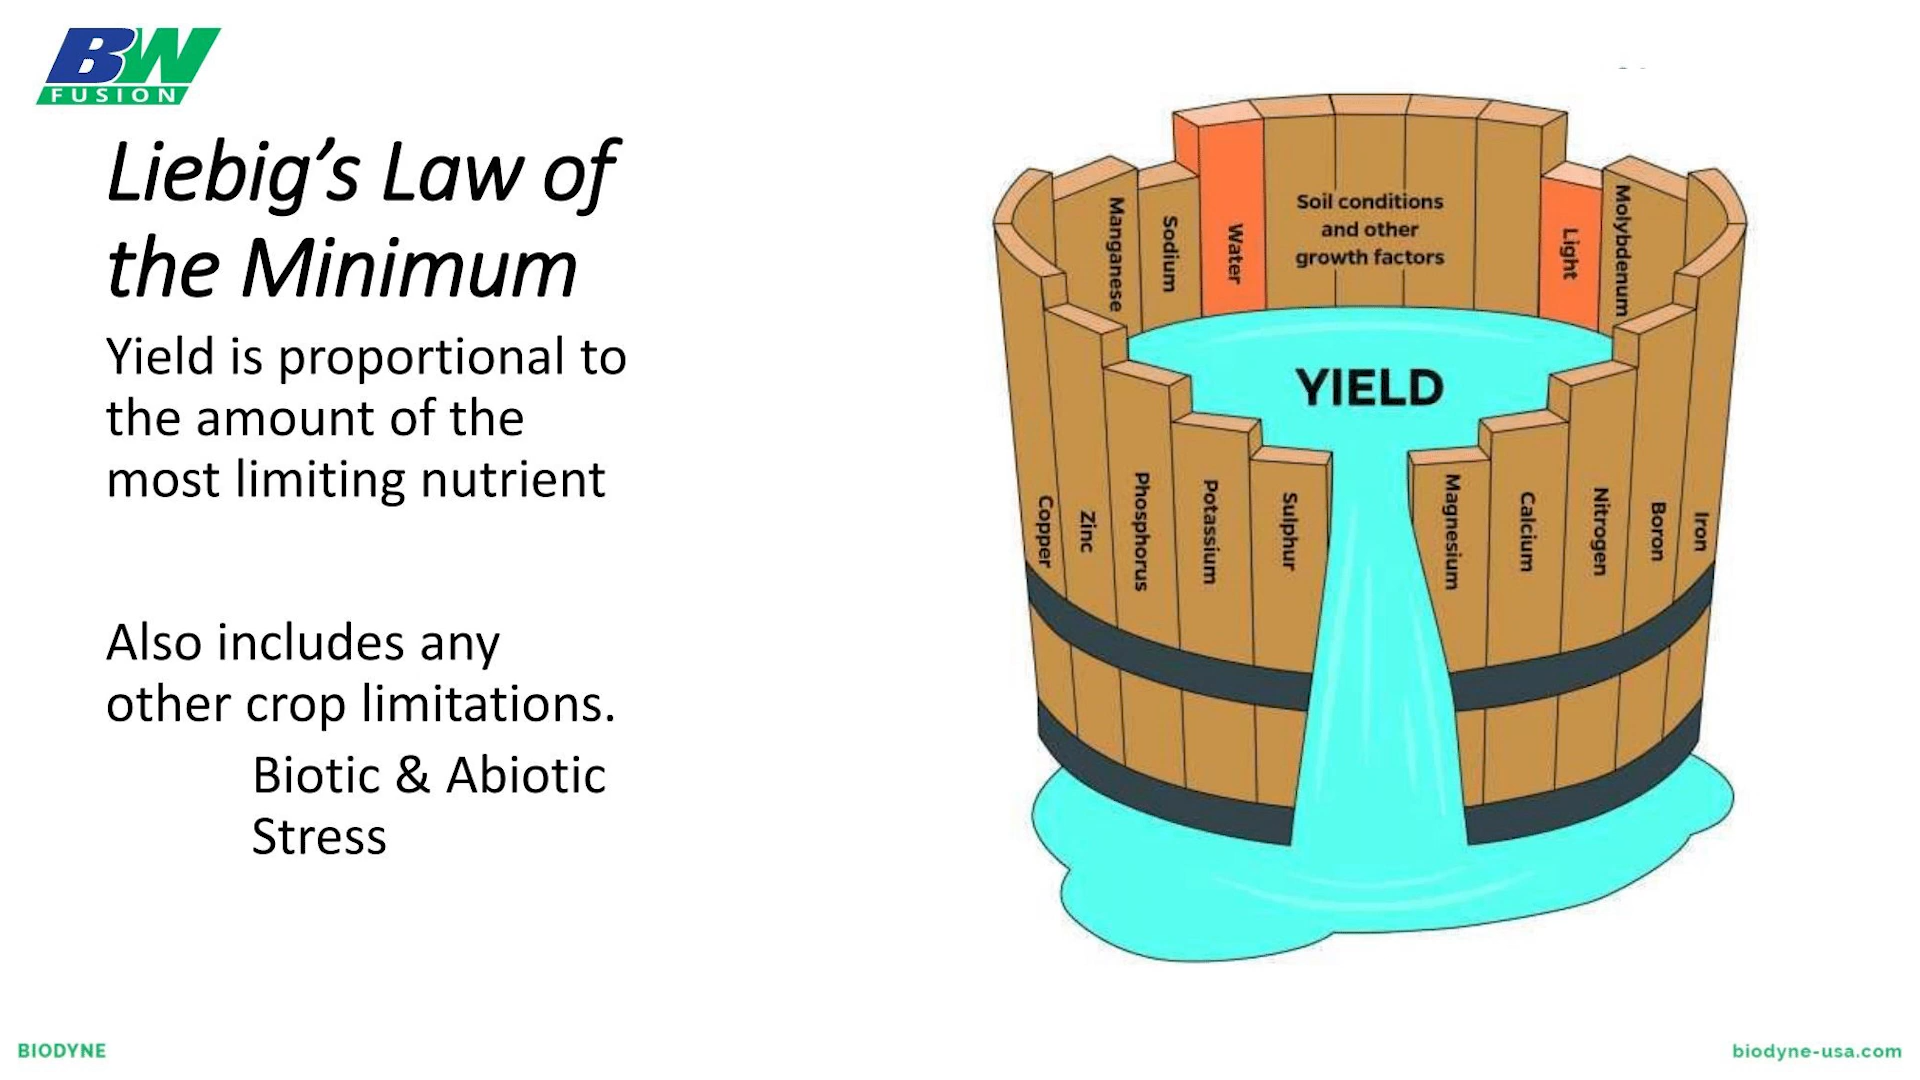 BW
FUSION
Liebig’s Law of
the Minimum
Yield is proportional to
the amount of the
most limiting nutrient
Also includes any
other crop limitations.
Biotic & Abiotic
Stress
Manganese
Sodium
Water
Soil conditions
and other
growth factors
Light
Molybdenum
YIELD
Copper
Zinc
Phosphorus
Potassium
Sulphur
Magnesium
Calcium
Nitrogen
Boron
Iron
BIODYNE
biodyne-usa.com